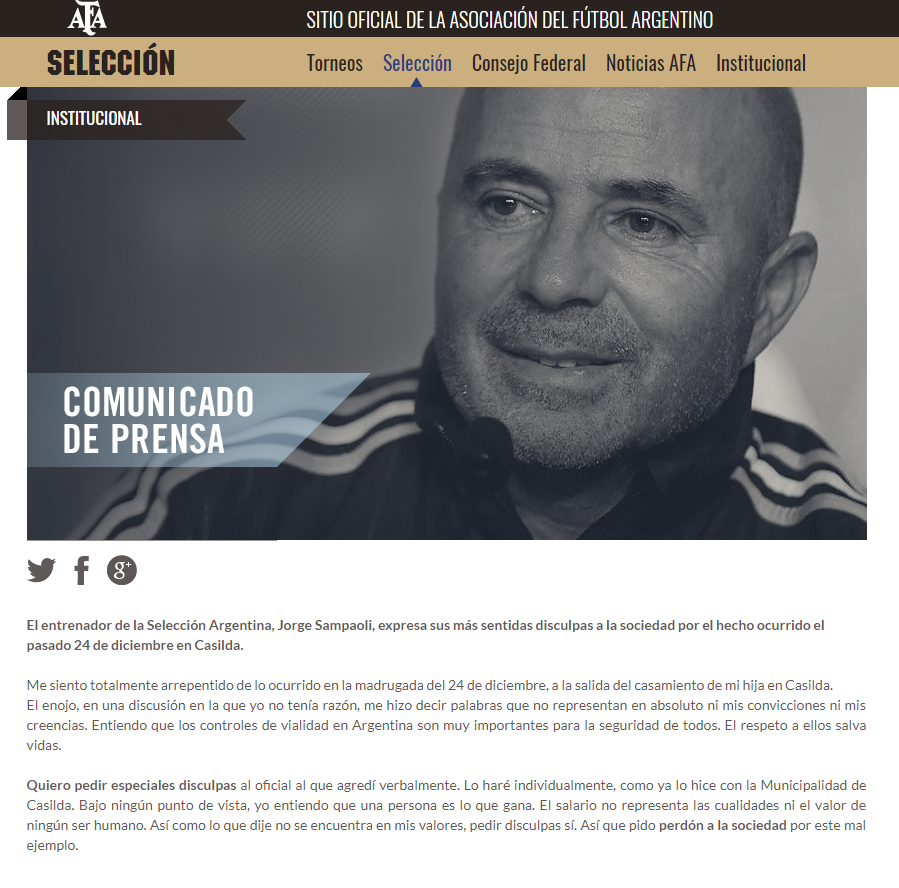 AFA
SITIO OFICIAL DE LA ASOCIACIÓN DEL FÚTBOL ARGENTINO
SELECCIÓN
Torneos Selección Consejo Federal Noticias AFA Institucional
INSTITUCIONAL
COMUNICADO
DE PRENSA
g+
El entrenador de la Selección Argentina, Jorge Sampaoli, expresa sus más sentidas disculpas a la sociedad por el hecho ocurrido el
pasado 24 de diciembre en Casilda.
Me siento totalmente arrepentido de lo ocurrido en la madrugada del 24 de diciembre, a la salida del casamiento de mi hija en Casilda.
El enojo, en una discusión en la que yo no tenía razón, me hizo decir palabras que no representan en absoluto ni mis convicciones ni mis
creencias. Entiendo que los controles de vialidad en Argentina son muy importantes para la seguridad de todos. El respeto a ellos salva
vidas.
Quiero pedir especiales disculpas al oficial al que agredí verbalmente. Lo haré individualmente, como ya lo hice con la Municipalidad de
Casilda. Bajo ningún punto de vista, yo entiendo que una persona es lo que gana. El salario no representa las cualidades ni el valor de
ningún ser humano. Así como lo que dije no se encuentra en mis valores, pedir disculpas sí. Así que pido perdón a la sociedad por este mal
ejemplo.